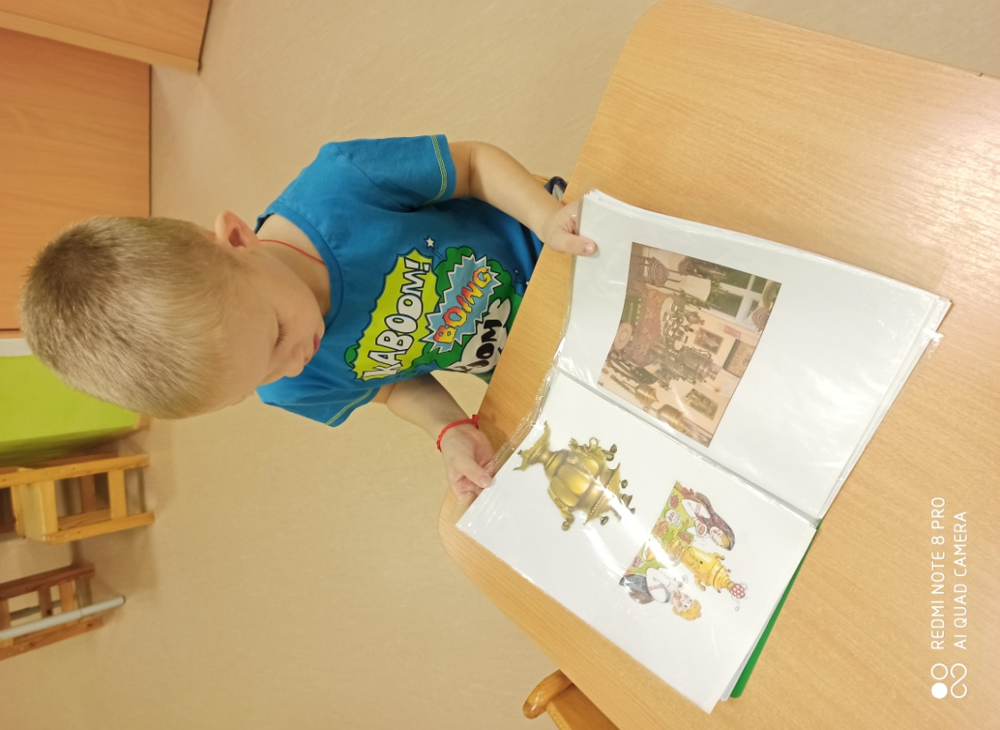 KABOOM!
BOING
REDMI NOTE 8 PRO
AI QUAD CAMERA